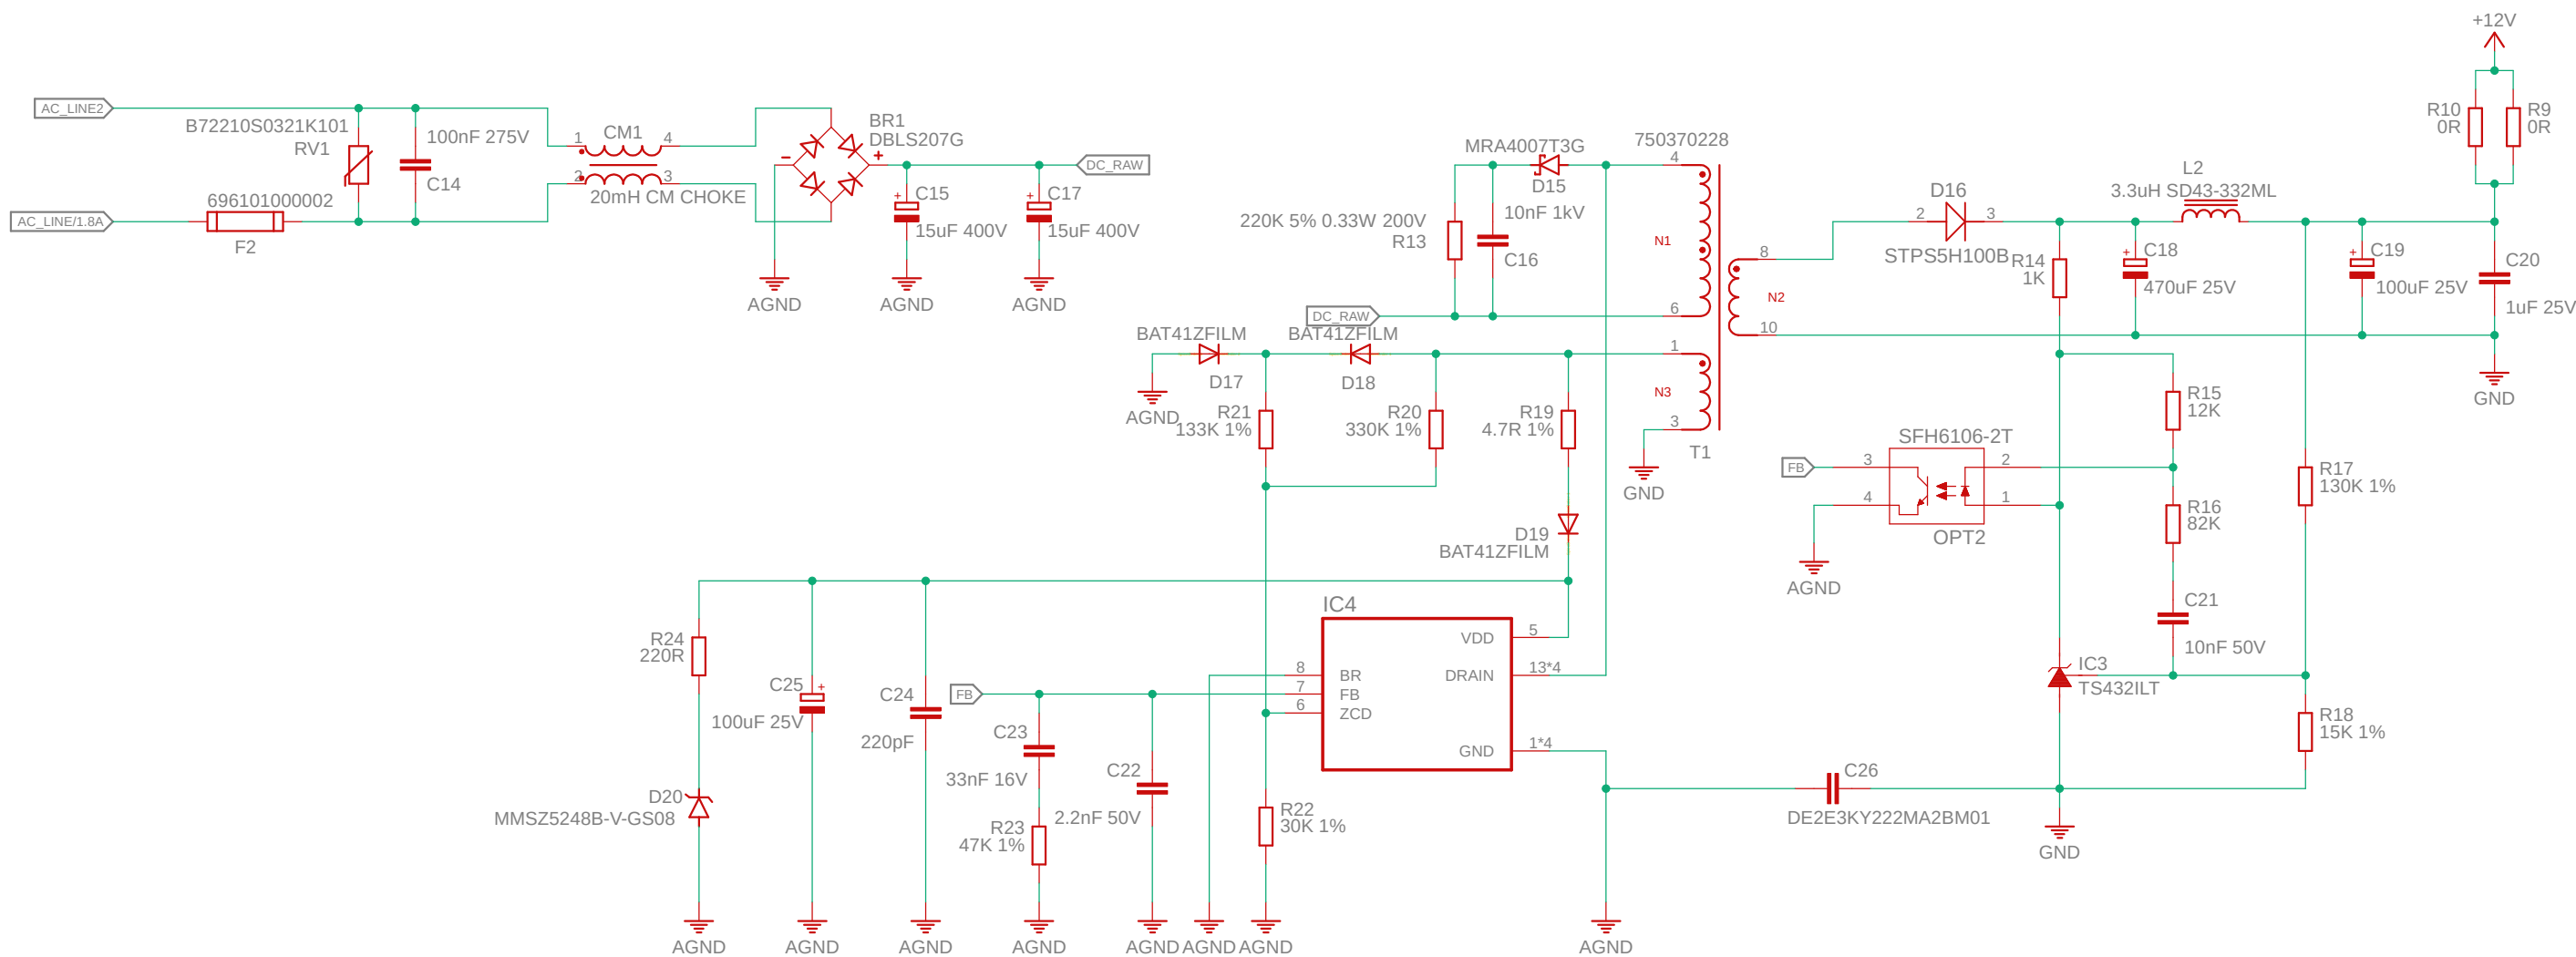 +12V
AC_LINE2
B72210S0321K101
RV1
100nF 275V
C14
1
CM1
4
2
3
20mH CM CHOKE
696101000002
AC_LINE/1.8A
F2
BR1
DBLS207G
-
+
DC_RAW
+
C15
15uF 400V
+
C17
15uF 400V
AGND
AGND
AGND
MRA4007T3G
D15
220K 5% 0.33W 200V
R13
10nF 1kV
C16
DC_RAW
750370228
4
N1
6
1
N3
3
T1
8
N2
10
GND
D16
2
3
STPS5H100B
R14
1K
+
C18
470uF 25V
L2
3.3uH SD43-332ML
R10
0R
R9
0R
+
C19
100uF 25V
C20
1uF 25V
GND
BAT41ZFILM
D17
AGND
BAT41ZFILM
D18
R21
133K 1%
R20
330K 1%
R19
4.7R 1%
D19
BAT41ZFILM
R15
12K
SFH6106-2T
FB
3
2
4
1
OPT2
AGND
R16
82K
R17
130K 1%
C21
10nF 50V
IC3
TS432ILT
R18
15K 1%
IC4
VDD
5
8
BR
DRAIN
13*4
7
FB
6
ZCD
GND
1*4
R24
220R
C25
+
100uF 25V
C24
220pF
FB
C23
33nF 16V
C22
2.2nF 50V
R23
47K 1%
R22
30K 1%
D20
MMSZ5248B-V-GS08
C26
DE2E3KY222MA2BM01
GND
AGND
AGND
AGND
AGND
AGND
AGND
AGND
AGND